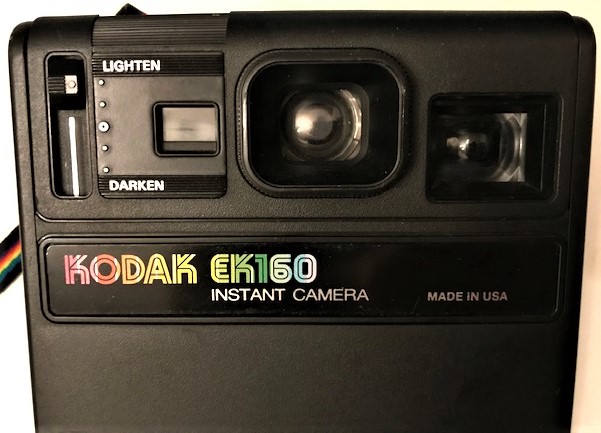 LIGHTEN
DARKEN
KODAK EK160
INSTANT CAMERA
MADE IN USA